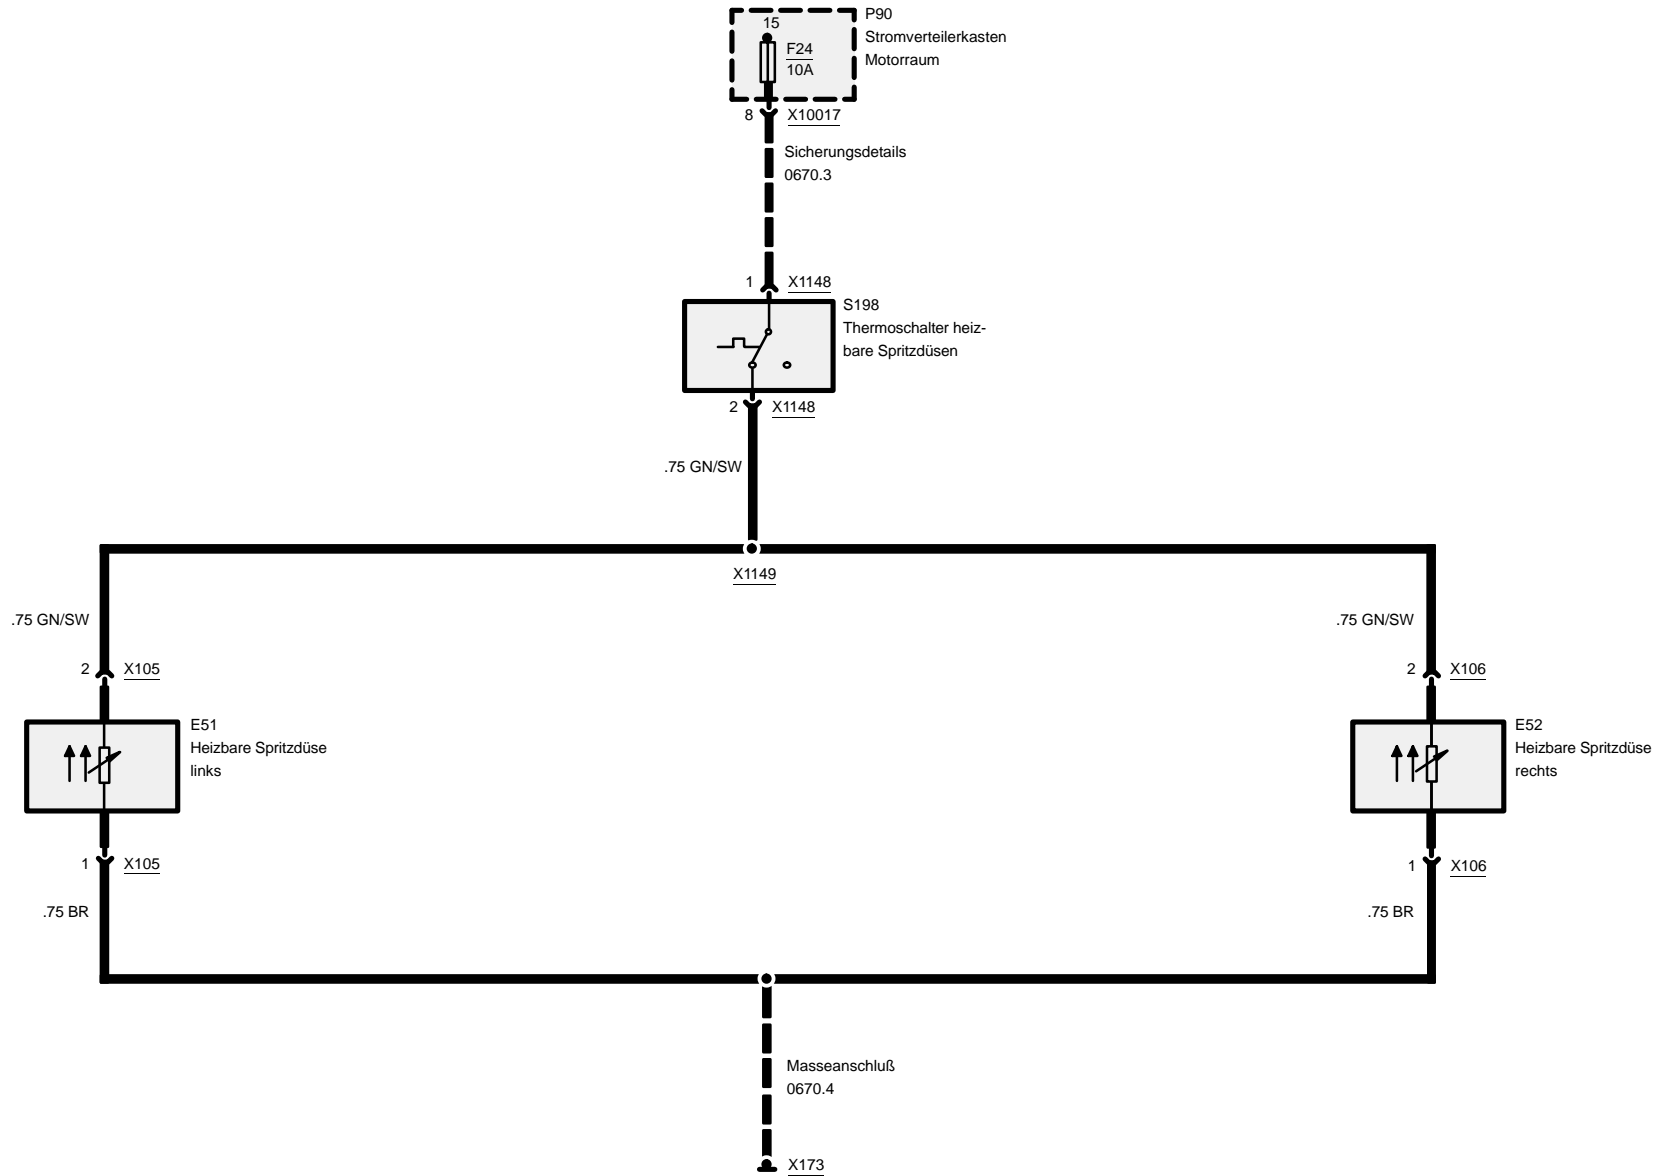 15
F24
10A
P90
Stromverteilerkasten
Motorraum
8 X10017
Sicherungsdetails
0670.3
1 X1148
S198
Thermoschalter heiz-
bare Spritzdüsen
2 X1148
.75 GN/SW
X1149
.75 GN/SW
.75 GN/SW
2 X105
2 X106
E51
Heizbare Spritzdüse
links
E52
Heizbare Spritzdüse
rechts
1 X105
1 X106
.75 BR
.75 BR
Masseanschluß
0670.4
X173